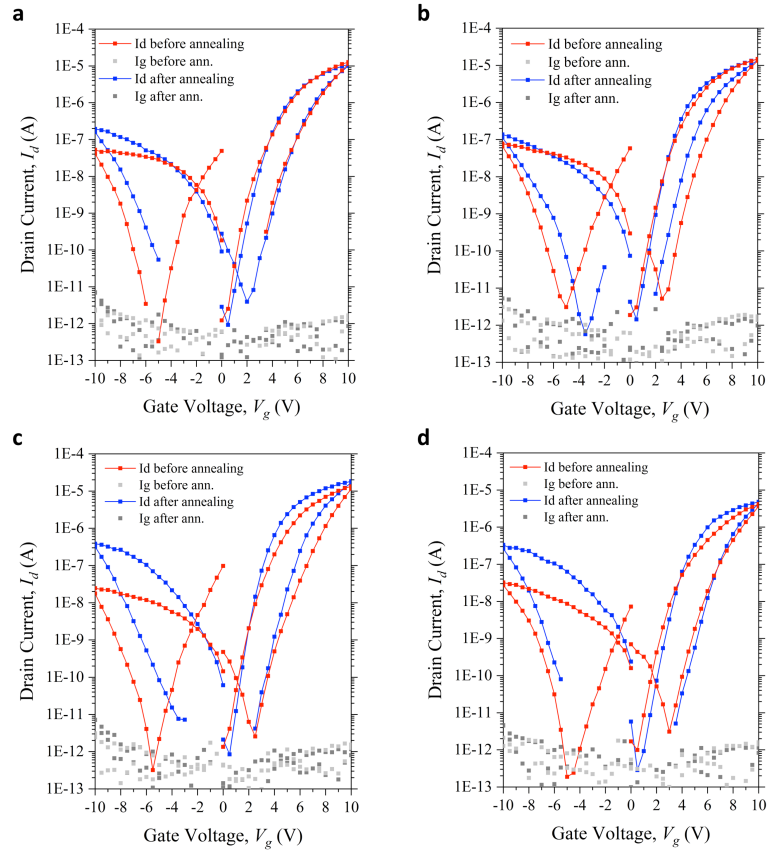 a
1E-4
1E-5
1E-6
1E-7
1E-8
1E-9
1E-10
1E-11
1E-12
1E-13
Drain Current, Id (A)
Id before annealing
Ig before ann.
Id after annealing
Ig after ann.
-10 -8 -6 -4 -2 0 2 4 6 8 10
Gate Voltage, Vg (V)
b
1E-4
1E-5
1E-6
1E-7
1E-8
1E-9
1E-10
1E-11
1E-12
1E-13
Drain Current, Id (A)
Id before annealing
Ig before ann.
Id after annealing
Ig after ann.
-10 -8 -6 -4 -2 0 2 4 6 8 10
Gate Voltage, Vg (V)
c
1E-4
1E-5
1E-6
1E-7
1E-8
1E-9
1E-10
1E-11
1E-12
1E-13
Drain Current, Id (A)
Id before annealing
Ig before ann.
Id after annealing
Ig after ann.
-10 -8 -6 -4 -2 0 2 4 6 8 10
Gate Voltage, Vg (V)
d
1E-4
1E-5
1E-6
1E-7
1E-8
1E-9
1E-10
1E-11
1E-12
1E-13
Drain Current, Id (A)
Id before annealing
Ig before ann.
Id after annealing
Ig after ann.
-10 -8 -6 -4 -2 0 2 4 6 8 10
Gate Voltage, Vg (V)